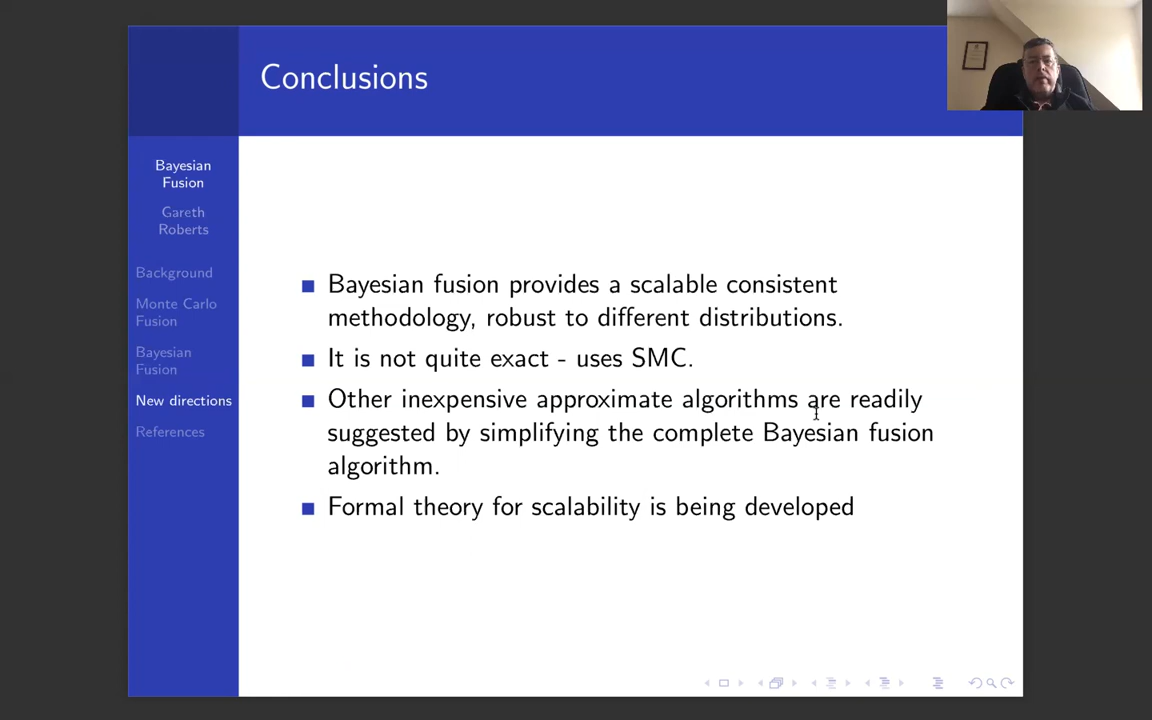 Conclusions
Bayesian
Fusion
Gareth
Roberts
Background
Monte Carlo
Fusion
Bayesian
Fusion
New directions
References
Bayesian fusion provides a scalable consistent
methodology, robust to different distributions.
It is not quite exact - uses SMC.
Other inexpensive approximate algorithms are readily
suggested by simplifying the complete Bayesian fusion
algorithm.
Formal theory for scalability is being developed